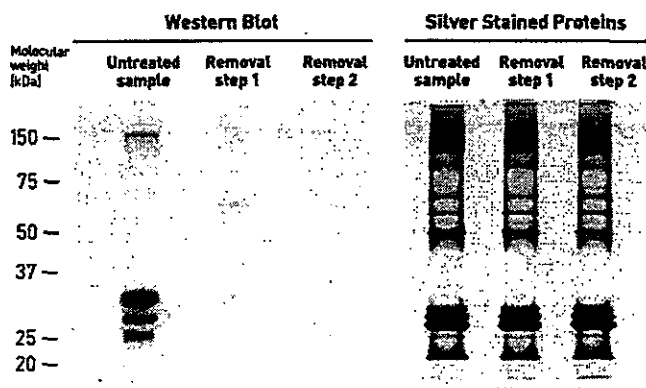 Western Blot
Silver Stained Proteins
Molecular
weight
[kDa]
Untreated
sample
Removal
step 1
Removal
step 2
Untreated
sample
Removal
step 1
Removal
step 2
150 —
75 —
50 —
37 —
25 —
20 —